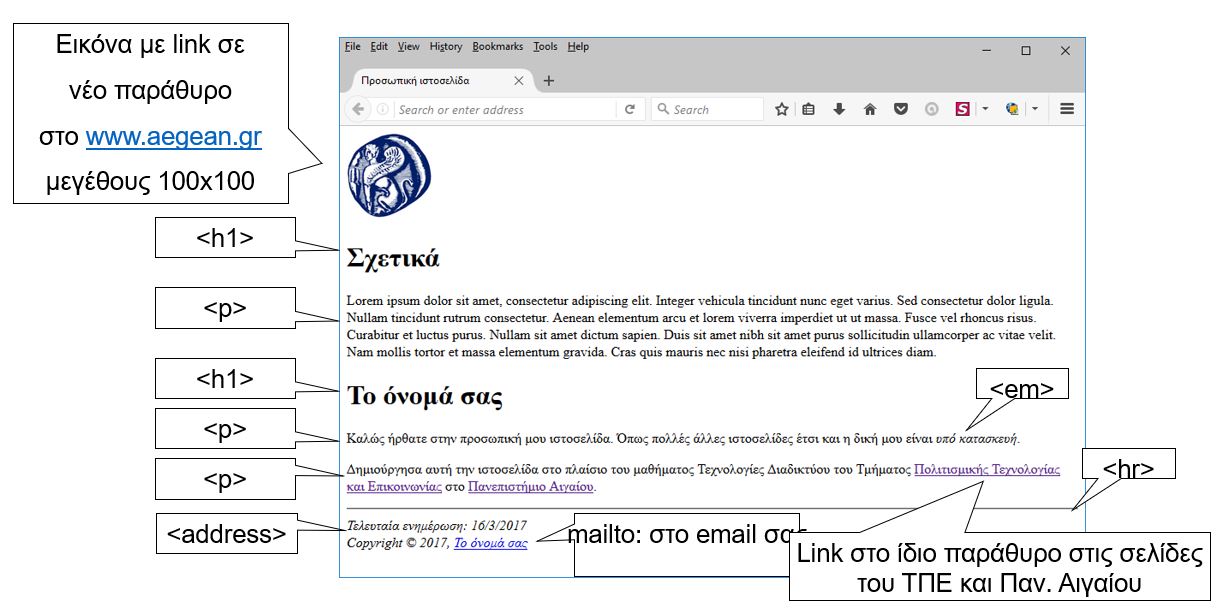 Εικόνα με link σε
νέο παράθυρο
στο www.aegean.gr
μεγέθους 100x100
File Edit View History Bookmarks Tools Help
Προσωπική ιστοσελίδα
Search or enter address
Search
<h1>
Σχετικά
<p>
Lorem ipsum dolor sit amet, consectetur adipiscing elit. Integer vehicula tincidunt nunc eget varius. Sed consectetur dolor ligula.
Nullam tincidunt rutrum consectetur. Aenean elementum arcu et lorem viverra imperdiet ut ut massa. Fusce vel rhoncus risus.
Curabitur et luctus purus. Nullam sit amet dictum sapien. Duis sit amet nibh sit amet purus sollicitudin ullamcorper ac vitae velit.
Nam mollis tortor et massa elementum gravida. Cras quis mauris nec nisi pharetra eleifend id ultrices diam.
<h1>
Το όνομά σας
<em>
<p>
Καλώς ήρθατε στην προσωπική μου ιστοσελίδα. Όπως πολλές άλλες ιστοσελίδες έτσι και η δική μου είναι υπό κατασκευή.
<p>
Δημιούργησα αυτή την ιστοσελίδα στο πλαίσιο του μαθήματος Τεχνολογίες Διαδικτύου του Τμήματος Πολιτισμικής Τεχνολογίας
και Επικοινωνίας στο Πανεπιστήμιο Αιγαίου.
<hr>
<address>
Τελευταία ενημέρωση: 16/3/2017
Copyright © 2017, Το όνομά σας
mailto: στο email σας
Link στο ίδιο παράθυρο στις σελίδες
του ΤΠΕ και Παν. Αιγαίου